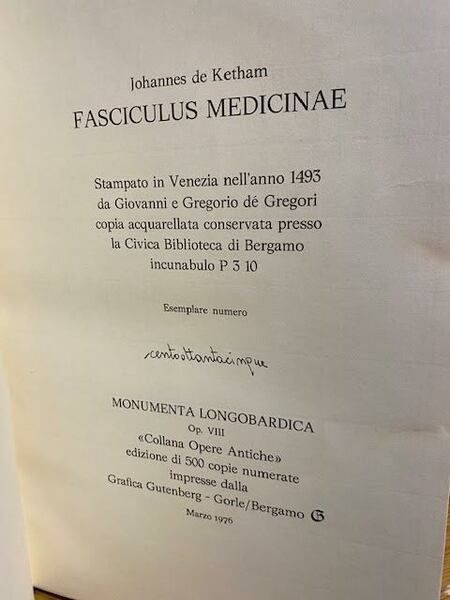 Johannes de Ketham
FASCICULUS MEDICINAE
Stampato in Venezia nell'anno 1493
da Giovanni e Gregorio dé Gregori
copia acquarellata conservata presso
la Civica Biblioteca di Bergamo
incunabulo P 3 10
Esemplare numero
centottantacinque
MONUMENTA LONGOBARDICA
Op. VIII
«Collana Opere Antiche»
edizione di 500 copie numerate
impresse dalla
Grafica Gutenberg - Gorle/Bergamo G
Marzo 1976